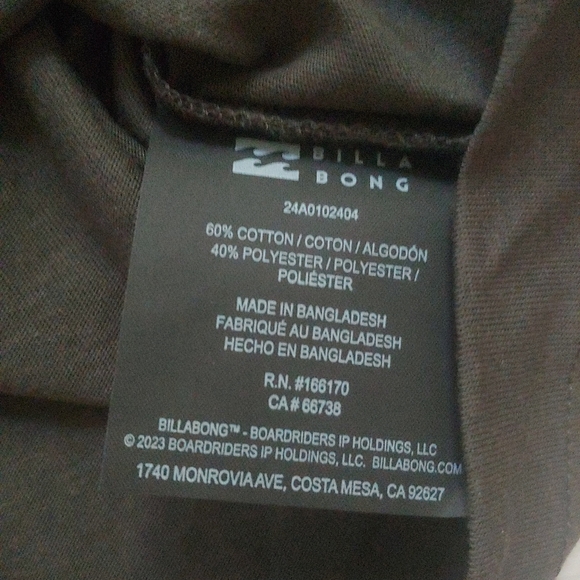 BILLA
BONG
24A0102404
60% COTTON / COTON / ALGODÓN
40% POLYESTER / POLYESTER /
POLIÉSTER
MADE IN BANGLADESH
FABRIQUÉ AU BANGLADESH
HECHO EN BANGLADESH
R.N. #166170
CA# 66738
BILLABONG™ - BOARDRIDERS IP HOLDINGS, LLC
© 2023 BOARDRIDERS IP HOLDINGS, LLC. BILLABONG.COM
1740 MONROVIA AVE, COSTA MESA, CA 92627